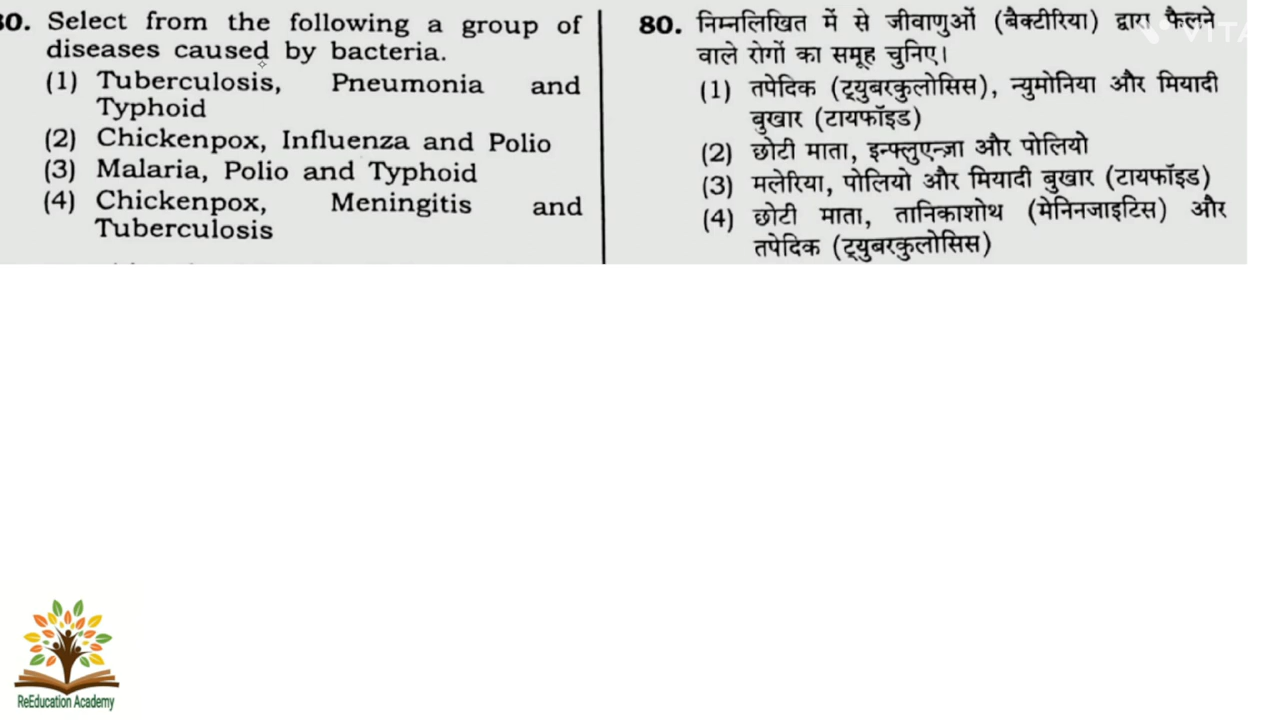 80. Select from the following a group of
diseases caused by bacteria.
(1) Tuberculosis, Pneumonia and
Typhoid
(2) Chickenpox, Influenza and Polio
(3) Malaria, Polio and Typhoid
(4) Chickenpox, Meningitis and
Tuberculosis
80. निम्नलिखित में से जीवाणुओं (बैक्टीरिया) द्वारा फैलने
वाले रोगों का समूह चुनिए।
(1) तपेदिक (ट्युबरकुलोसिस), न्युमोनिया और मियादी
बुखार (टायफॉइड)
(2) छोटी माता, इन्फ्लुएन्ज़ा और पोलियो
(3) मलेरिया, पोलियो और मियादी बुखार (टायफॉइड)
(4) छोटी माता, तानिकाशोथ (मेनिनजाइटिस) और
तपेदिक (ट्युबरकुलोसिस)
ReEducation Academy